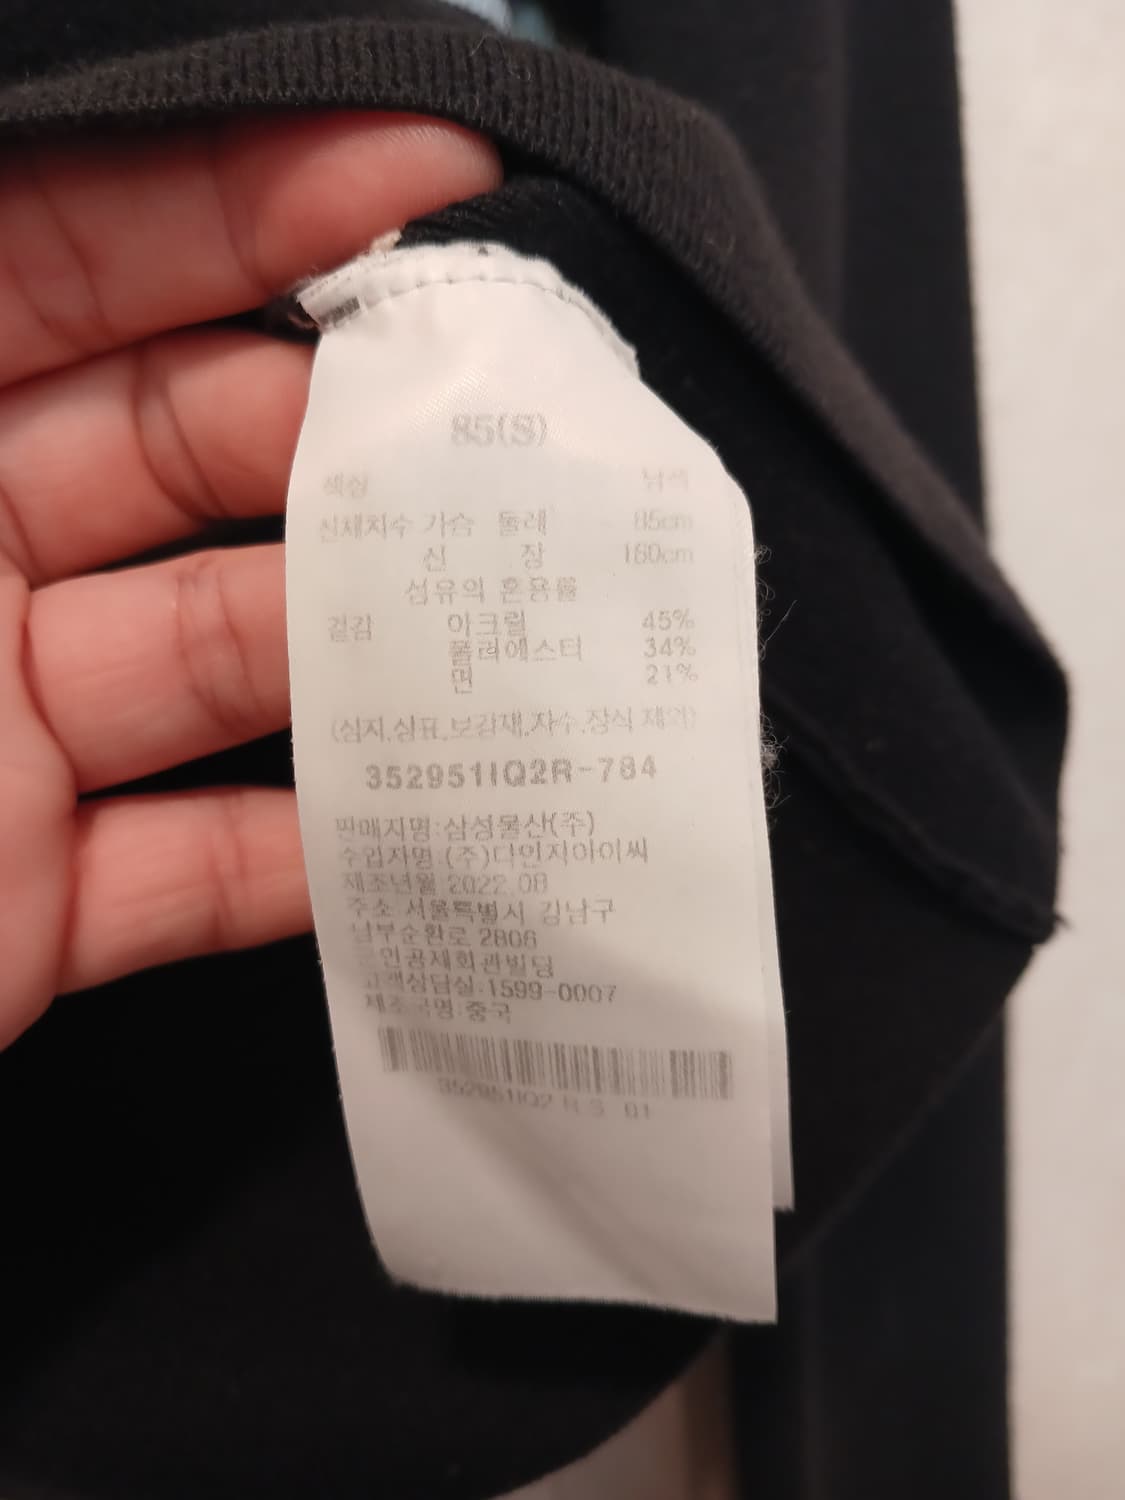 85(S)
색상 남색
신체치수 가슴 둘레 85cm
신 장 160cm
섬유의 혼용률
겉감 아크릴 45%
폴리에스터 34%
면 21%
(심지,상표,보강재,자수,장식 제외)
352951IQ2R-784
판매자명:삼성물산(주)
수입자명:(주)디인지아이씨
제조년월:2022.08
주소 서울특별시 강남구
남부순환로 2806
군인공제회관빌딩
고객상담실:1599-0007
제조국명:중국
352951IQ2 R S 01